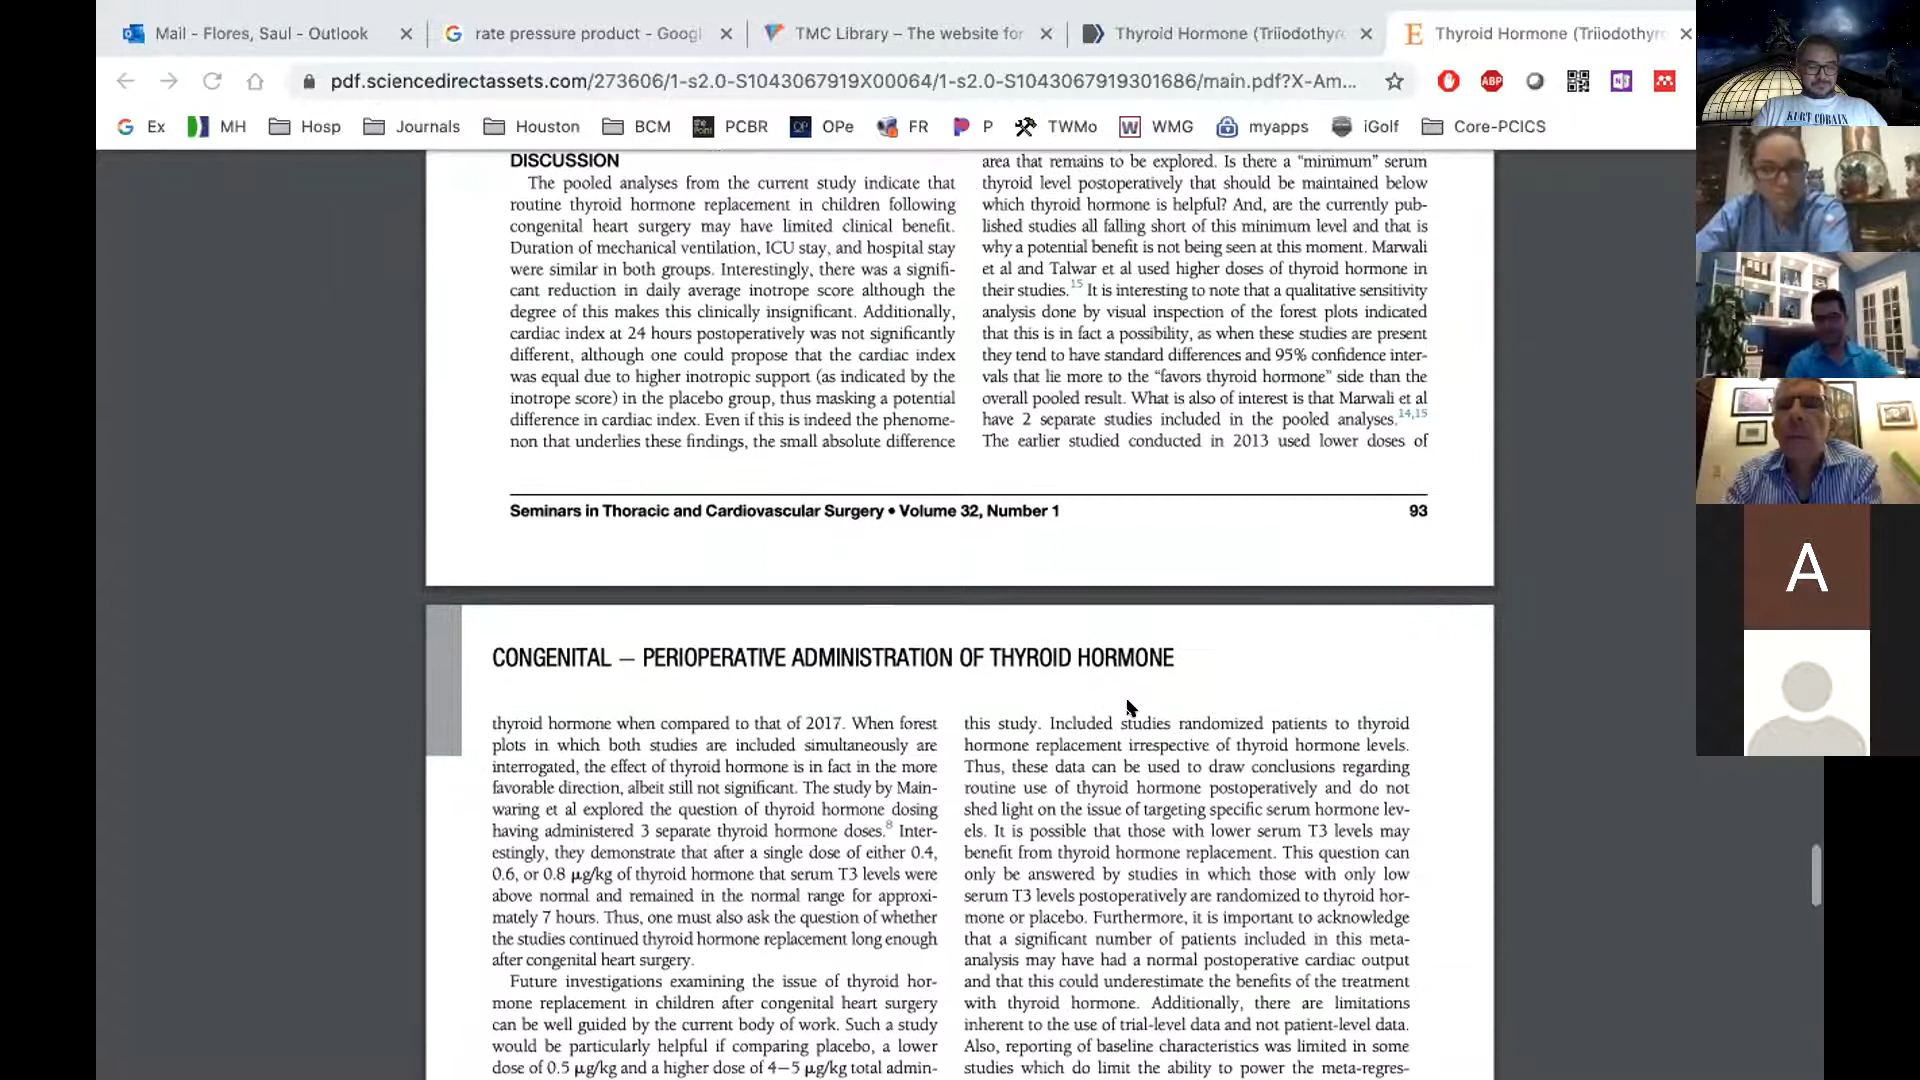 Mail - Flores, Saul - Outlook
rate pressure product - Googl
TMC Library – The website for
Thyroid Hormone (Triiodothyr
Thyroid Hormone (Triiodothyr
pdf.sciencedirectassets.com/273606/1-s2.0-S1043067919X00064/1-s2.0-S1043067919301686/main.pdf?X-Am...
ABP
Ex
MH
Hosp
Journals
Houston
BCM
PCBR
OPe
FR
P
TWMo
WMG
myapps
iGolf
Core-PCICS
DISCUSSION
The pooled analyses from the current study indicate that
routine thyroid hormone replacement in children following
congenital heart surgery may have limited clinical benefit.
Duration of mechanical ventilation, ICU stay, and hospital stay
were similar in both groups. Interestingly, there was a signifi-
cant reduction in daily average inotrope score although the
degree of this makes this clinically insignificant. Additionally,
cardiac index at 24 hours postoperatively was not significantly
different, although one could propose that the cardiac index
was equal due to higher inotropic support (as indicated by the
inotrope score) in the placebo group, thus masking a potential
difference in cardiac index. Even if this is indeed the phenome-
non that underlies these findings, the small absolute difference
area that remains to be explored. Is there a "minimum" serum
thyroid level postoperatively that should be maintained below
which thyroid hormone is helpful? And, are the currently pub-
lished studies all falling short of this minimum level and that is
why a potential benefit is not being seen at this moment. Marwali
et al and Talwar et al used higher doses of thyroid hormone in
their studies.15 It is interesting to note that a qualitative sensitivity
analysis done by visual inspection of the forest plots indicated
that this is in fact a possibility, as when these studies are present
they tend to have standard differences and 95% confidence inter-
vals that lie more to the "favors thyroid hormone" side than the
overall pooled result. What is also of interest is that Marwali et al
have 2 separate studies included in the pooled analyses.14,15
The earlier studied conducted in 2013 used lower doses of
Seminars in Thoracic and Cardiovascular Surgery • Volume 32, Number 1
93
CONGENITAL – PERIOPERATIVE ADMINISTRATION OF THYROID HORMONE
thyroid hormone when compared to that of 2017. When forest
plots in which both studies are included simultaneously are
interrogated, the effect of thyroid hormone is in fact in the more
favorable direction, albeit still not significant. The study by Main-
waring et al explored the question of thyroid hormone dosing
having administered 3 separate thyroid hormone doses.8 Inter-
estingly, they demonstrate that after a single dose of either 0.4,
0.6, or 0.8 μg/kg of thyroid hormone that serum T3 levels were
above normal and remained in the normal range for approxi-
mately 7 hours. Thus, one must also ask the question of whether
the studies continued thyroid hormone replacement long enough
after congenital heart surgery.
Future investigations examining the issue of thyroid hor-
mone replacement in children after congenital heart surgery
can be well guided by the current body of work. Such a study
would be particularly helpful if comparing placebo, a lower
dose of 0.5 μg/kg and a higher dose of 4–5 μg/kg total admin-
this study. Included studies randomized patients to thyroid
hormone replacement irrespective of thyroid hormone levels.
Thus, these data can be used to draw conclusions regarding
routine use of thyroid hormone postoperatively and do not
shed light on the issue of targeting specific serum hormone lev-
els. It is possible that those with lower serum T3 levels may
benefit from thyroid hormone replacement. This question can
only be answered by studies in which those with only low
serum T3 levels postoperatively are randomized to thyroid hor-
mone or placebo. Furthermore, it is important to acknowledge
that a significant number of patients included in this meta-
analysis may have had a normal postoperative cardiac output
and that this could underestimate the benefits of the treatment
with thyroid hormone. Additionally, there are limitations
inherent to the use of trial-level data and not patient-level data.
Also, reporting of baseline characteristics was limited in some
studies which do limit the ability to power the meta-regres-
KURT COBAIN
A